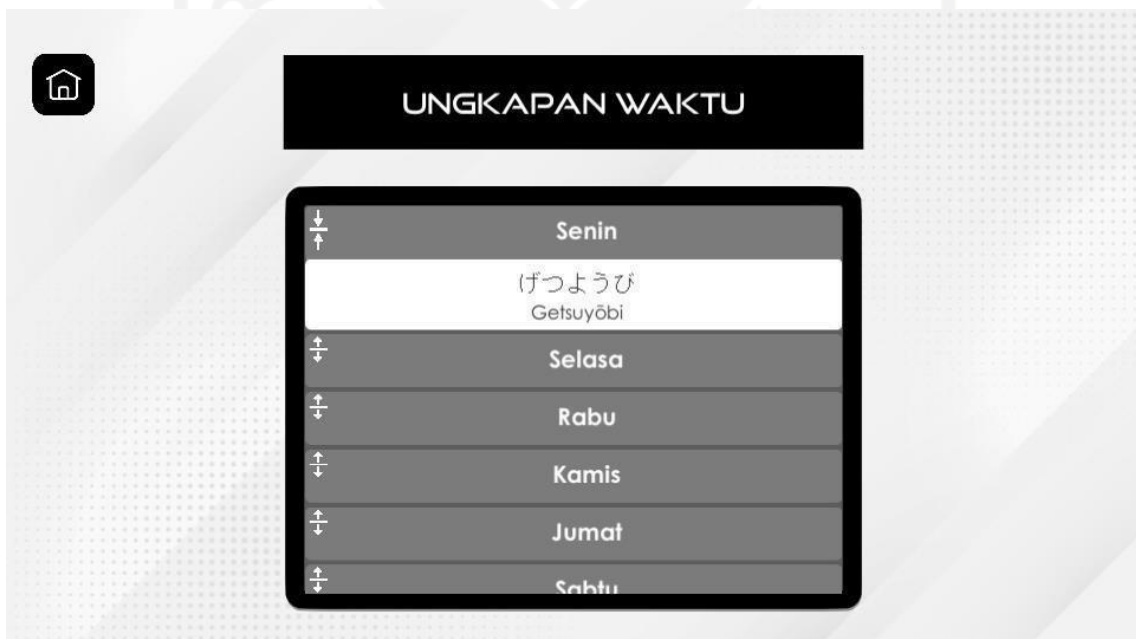 UNGKAPAN WAKTU
Senin
げつようび
Getsuyōbi
Selasa
Rabu
Kamis
Jumat
Sabtu